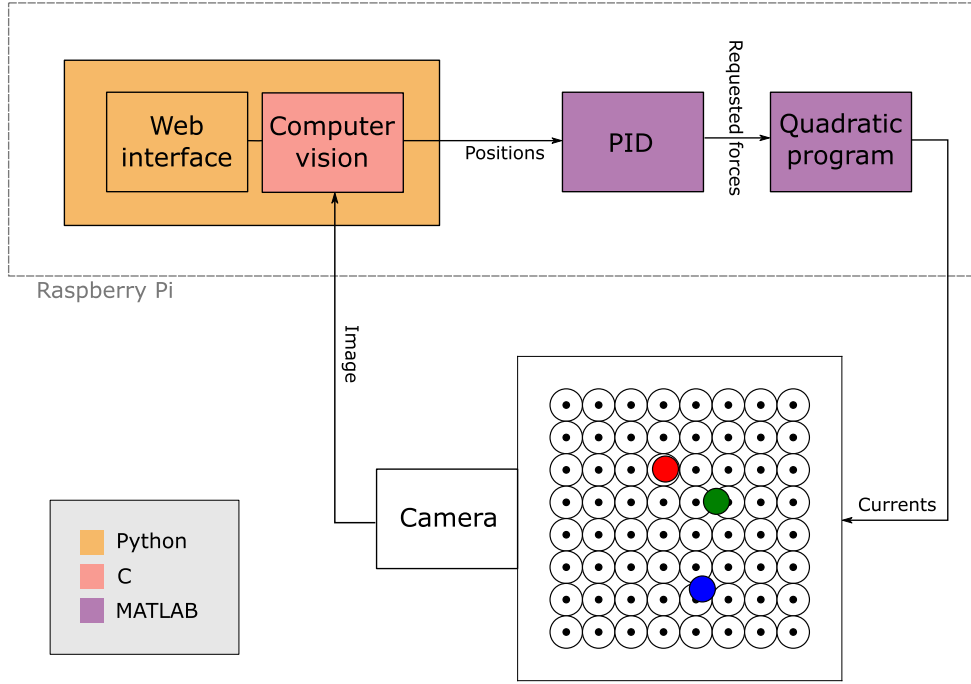 Web
interface
Computer
vision
Positions
PID
Requested forces
Quadratic
program
Raspberry Pi
Image
Camera
Currents
Python
C
MATLAB